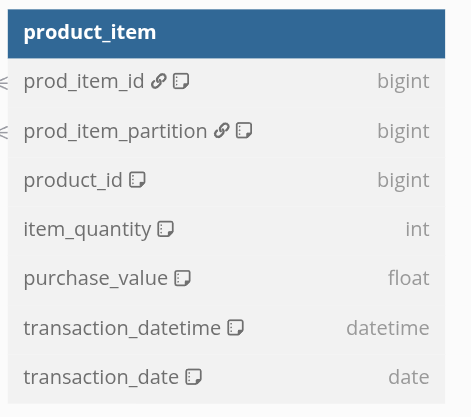 product_item
prod_item_id bigint
prod_item_partition bigint
product_id bigint
item_quantity int
purchase_value float
transaction_datetime datetime
transaction_date date